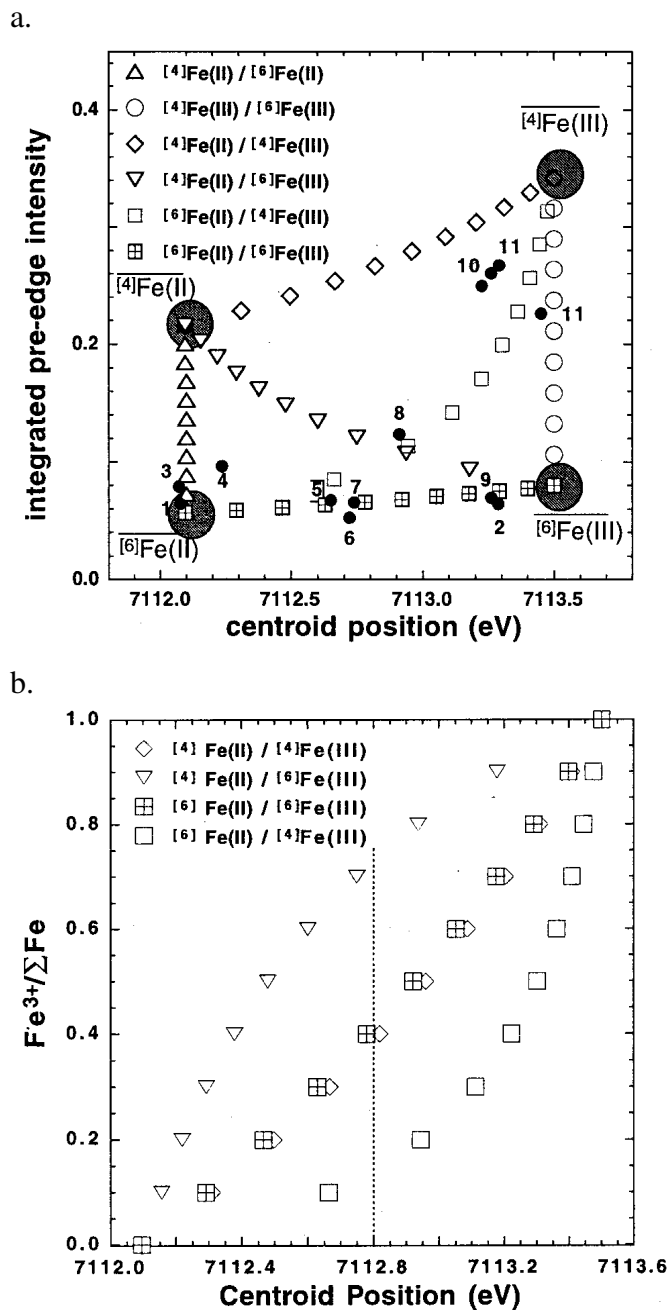 a.
[4]Fe(II) / [6]Fe(II)
[4]Fe(III) / [6]Fe(III)
[4]Fe(II) / [4]Fe(III)
[4]Fe(II) / [6]Fe(III)
[6]Fe(II) / [4]Fe(III)
[6]Fe(II) / [6]Fe(III)
[4]Fe(III)
[4]Fe(II)
[6]Fe(II)
[6]Fe(III)
10
11
11
8
3
4
1
5
7
6
9
2
0.4
0.2
0.0
integrated pre-edge intensity
7112.0
7112.5
7113.0
7113.5
centroid position (eV)
b.
[4] Fe(II) / [4]Fe(III)
[4] Fe(II) / [6]Fe(III)
[6] Fe(II) / [6]Fe(III)
[6] Fe(II) / [4]Fe(III)
1.0
0.8
0.6
0.4
0.2
0.0
Fe3+/ΣFe
7112.0
7112.4
7112.8
7113.2
7113.6
Centroid Position (eV)